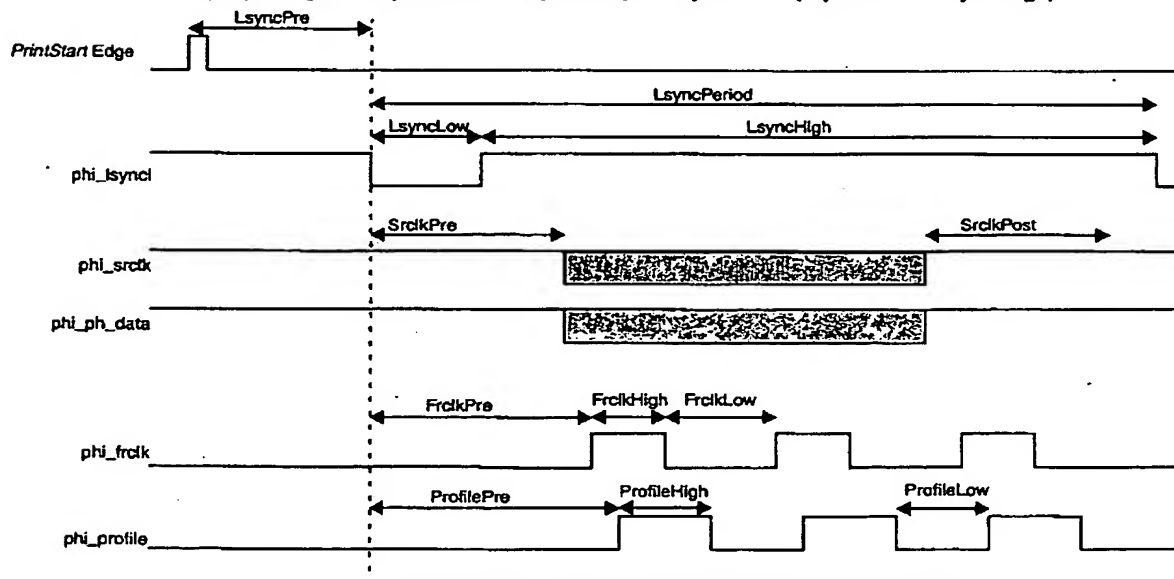 LsyncPre
PrintStart Edge
LsyncPeriod
LsyncLow
LsyncHigh
phi_lsyncl
SrclkPre
SrclkPost
phi_srclk
phi_ph_data
FrclkPre
FrclkHigh
FrclkLow
phi_frclk
ProfilePre
ProfileHigh
ProfileLow
phi_profile